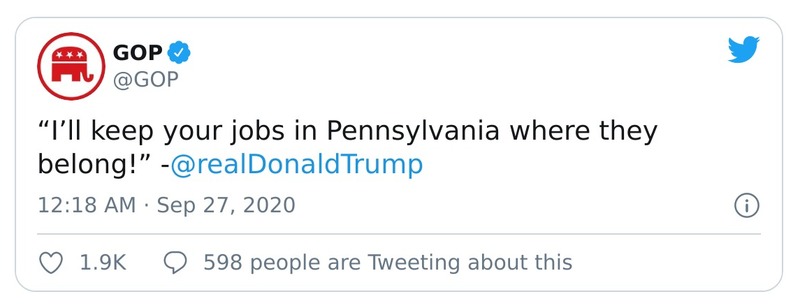 GOP
@GOP
“I’ll keep your jobs in Pennsylvania where they
belong!” -@realDonaldTrump
12:18 AM · Sep 27, 2020
1.9K 598 people are Tweeting about this